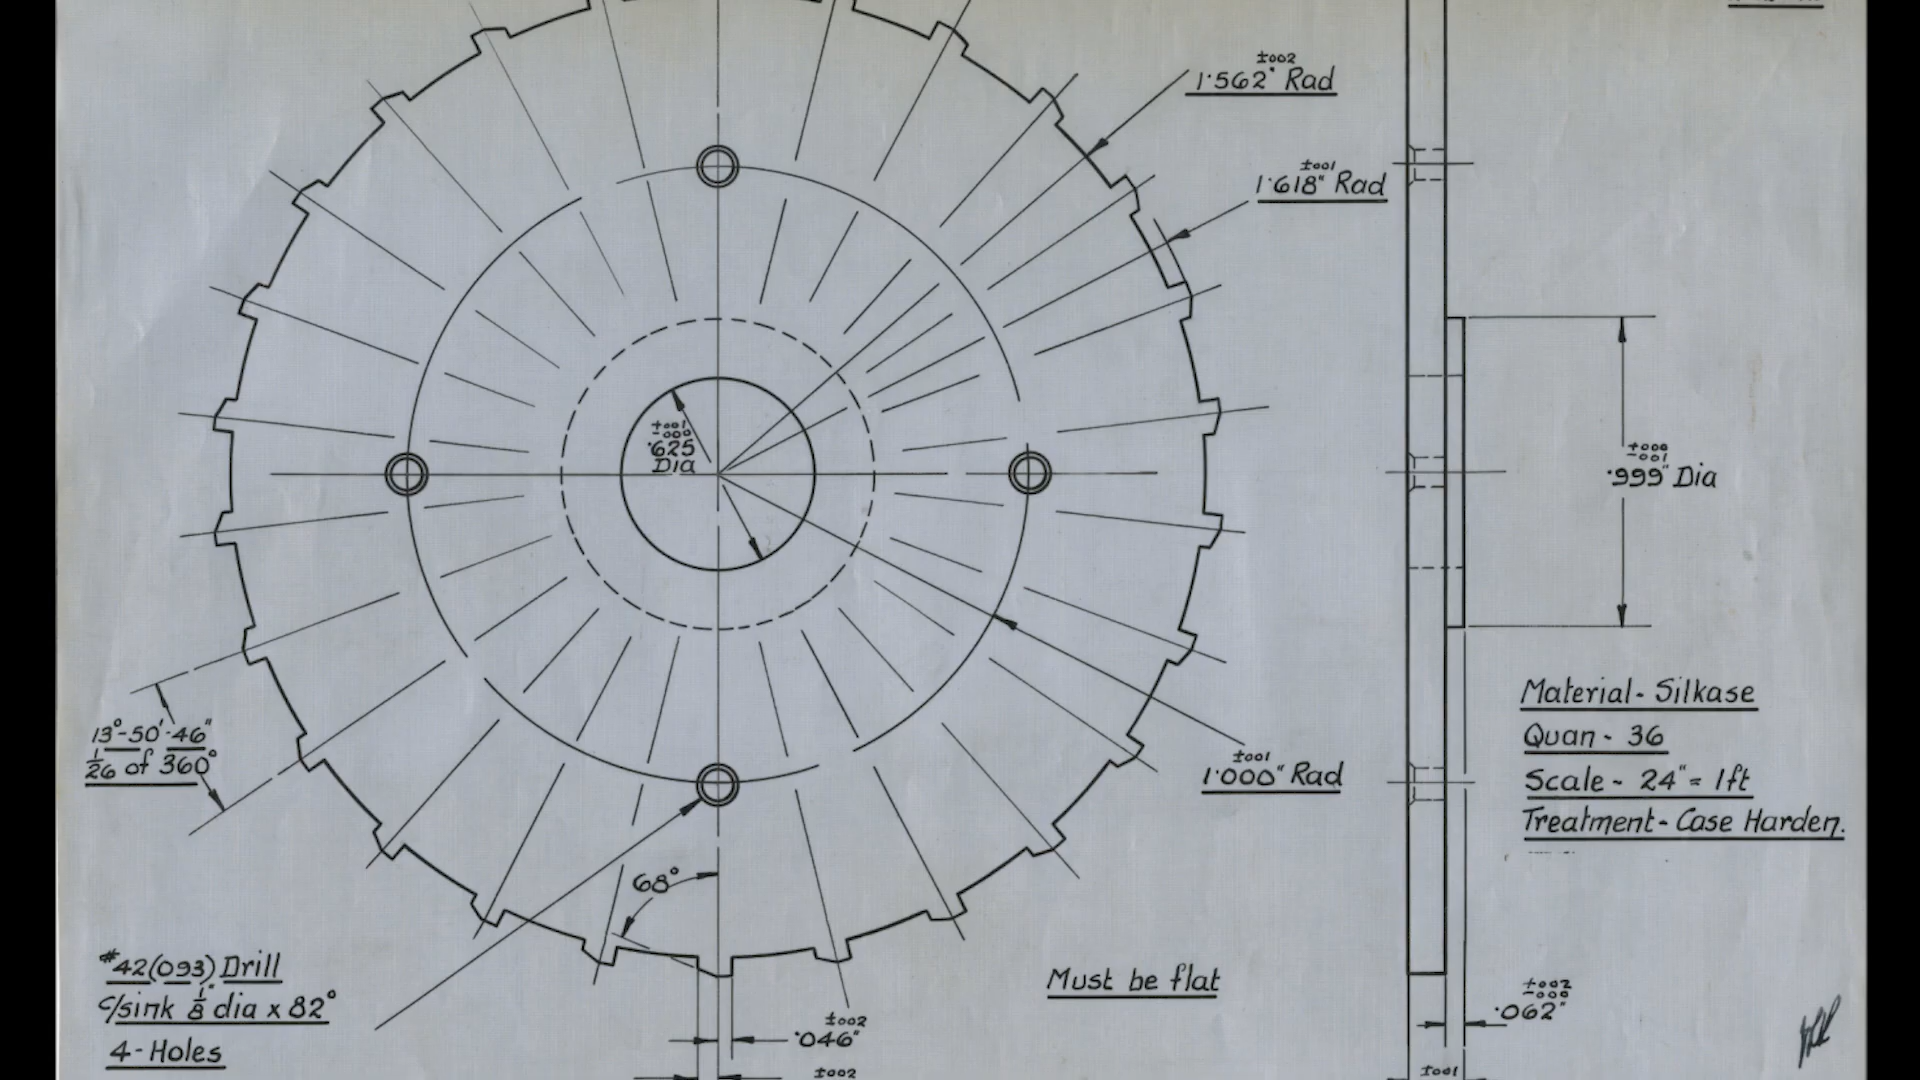 ±002
1·562" Rad
±001
1·618" Rad
±001
-000
·625
Dia
±000
-001
·999" Dia
Material - Silkase
Quan - 36
Scale - 24" = 1ft
Treatment - Case Harden.
13°-50'-46"
1/26 of 360°
±001
1·000" Rad
68°
#42(093) Drill
c/sink 1/8" dia x 82°
4 - Holes
Must be flat
±002
·046"
±002
±002
-000
·062"
±001